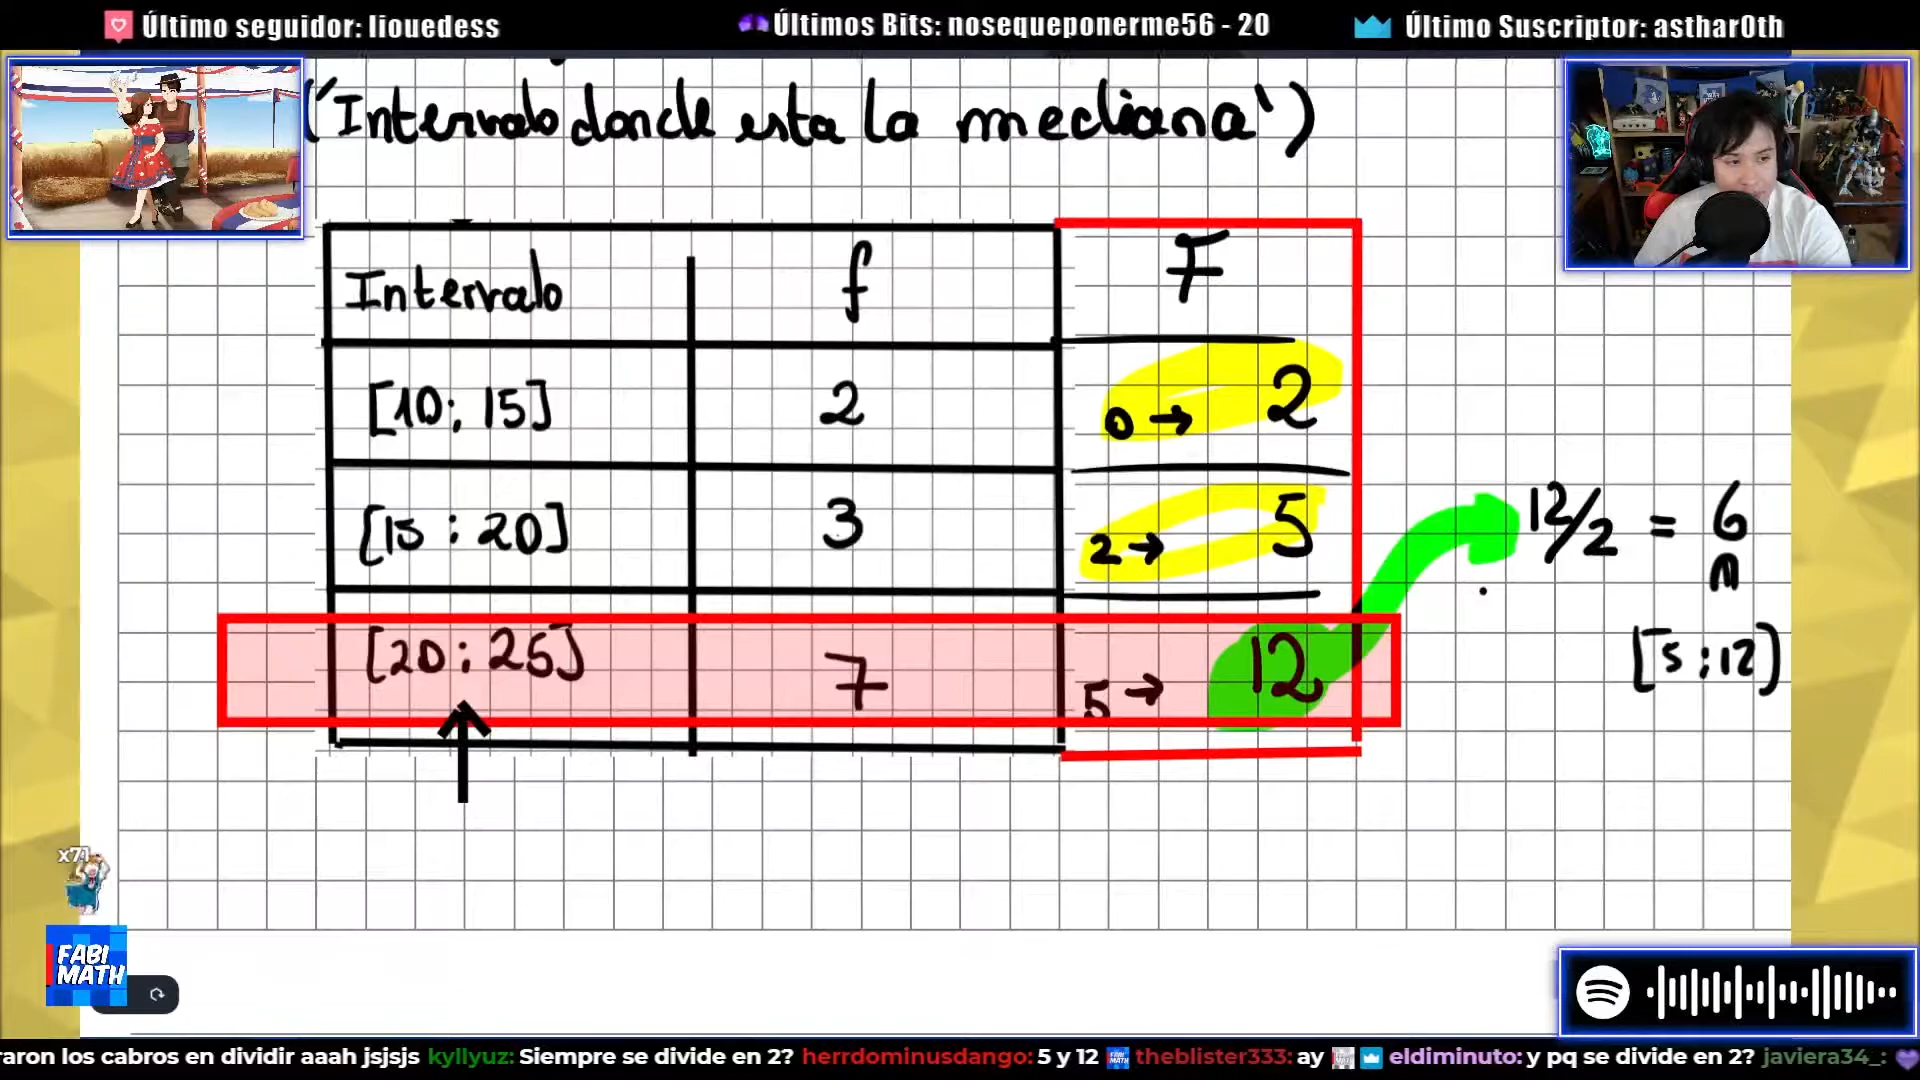 Último seguidor: liouedess
Últimos Bits: nosequeponerme56 - 20
Último Suscriptor: asthar0th
('Intervalo donde esta la mediana')
Intervalo f F
[10; 15] 2 0 → 2
[15 : 20] 3 2 → 5
12/2 = 6
∩
[5 ; 12]
[20 ; 25] 7 5 → 12
x71
FABI
MATH
raron los cabros en dividir aaah jsjsjs kyllyuz: Siempre se divide en 2? herrdominusdango: 5 y 12 theblister333: ay eldiminuto: y pq se divide en 2? javiera34_: